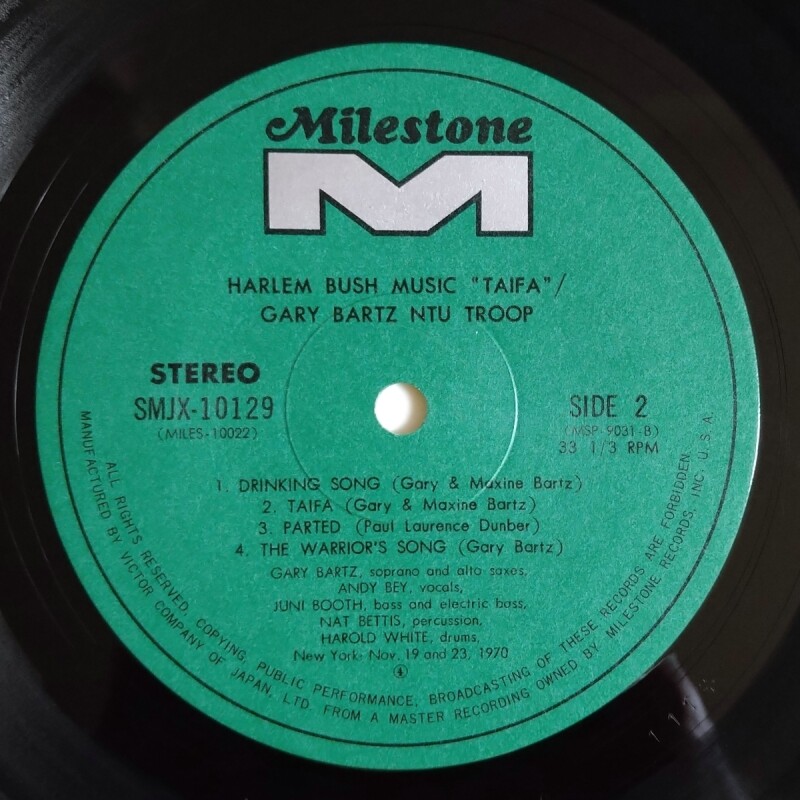 Milestone
HARLEM BUSH MUSIC "TAIFA"/
GARY BARTZ NTU TROOP
STEREO
SMJX-10129
(MILES-10022)
SIDE 2
(MSP-9031-B)
33 1/3 RPM
1. DRINKING SONG (Gary & Maxine Bartz)
2. TAIFA (Gary & Maxine Bartz)
3. PARTED (Paul Laurence Dunber)
4. THE WARRIOR'S SONG (Gary Bartz)
GARY BARTZ, soprano and alto saxes,
ANDY BEY, vocals,
JUNI BOOTH, bass and electric bass,
NAT BETTIS, percussion,
HAROLD WHITE, drums,
New York- Nov. 19 and 23, 1970
ALL RIGHTS RESERVED. COPYING, PUBLIC PERFORMANCE, BROADCASTING OF THESE RECORDS ARE FORBIDDEN.
MANUFACTURED BY VICTOR COMPANY OF JAPAN, LTD. FROM A MASTER RECORDING OWNED BY MILESTONE RECORDS, INC. U.S.A.